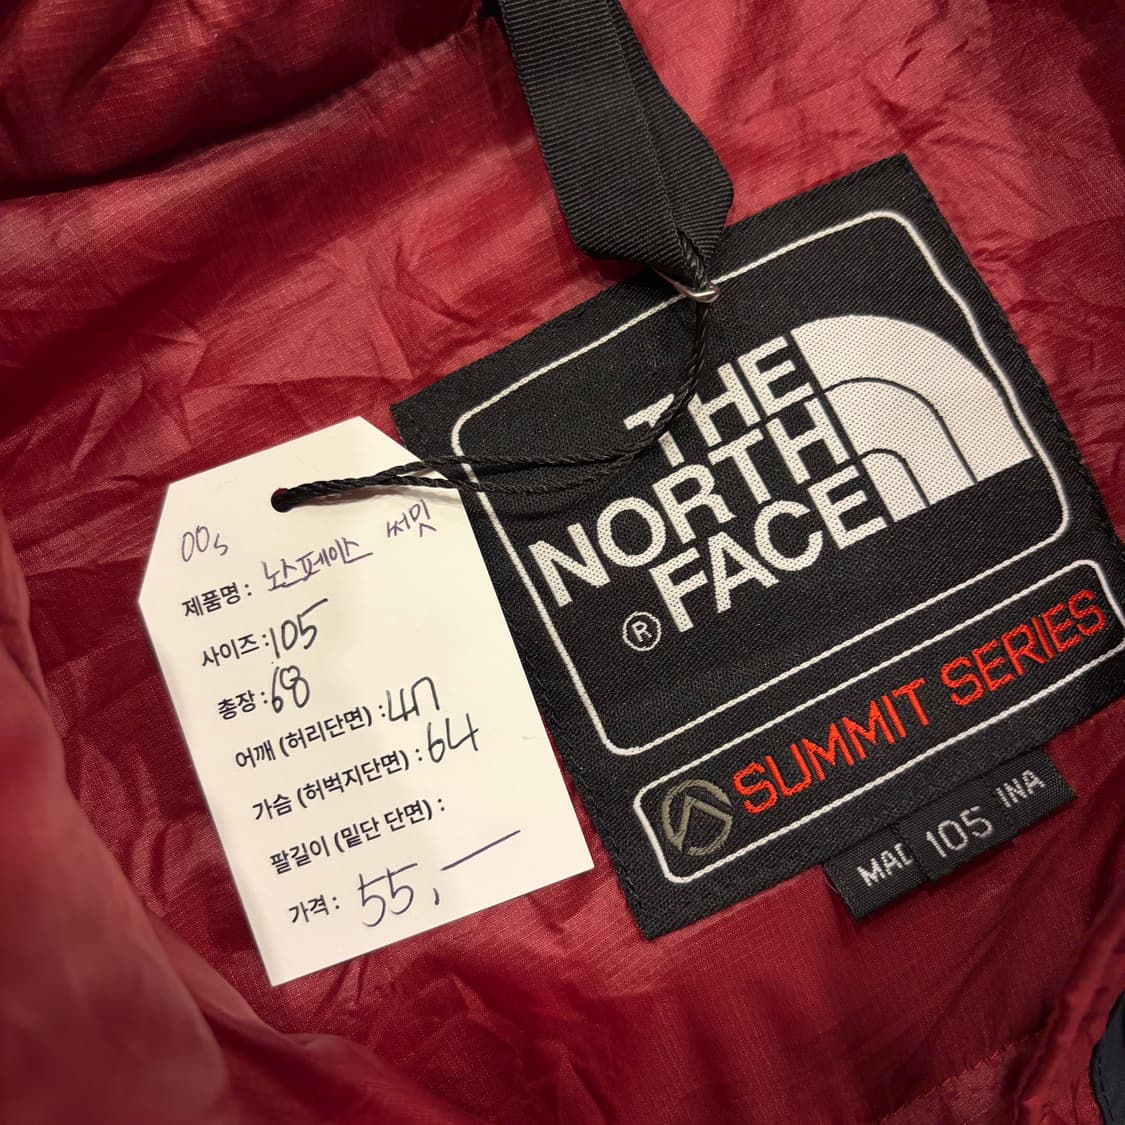 00s
제품명: 노스페이스 써밋
사이즈: 105
총장: 68
어깨 (허리단면) : 47
가슴 (허벅지단면) : 64
팔길이 (밑단 단면) :
가격: 55,—
THE
NORTH
FACE
®
SUMMIT SERIES
105
INA